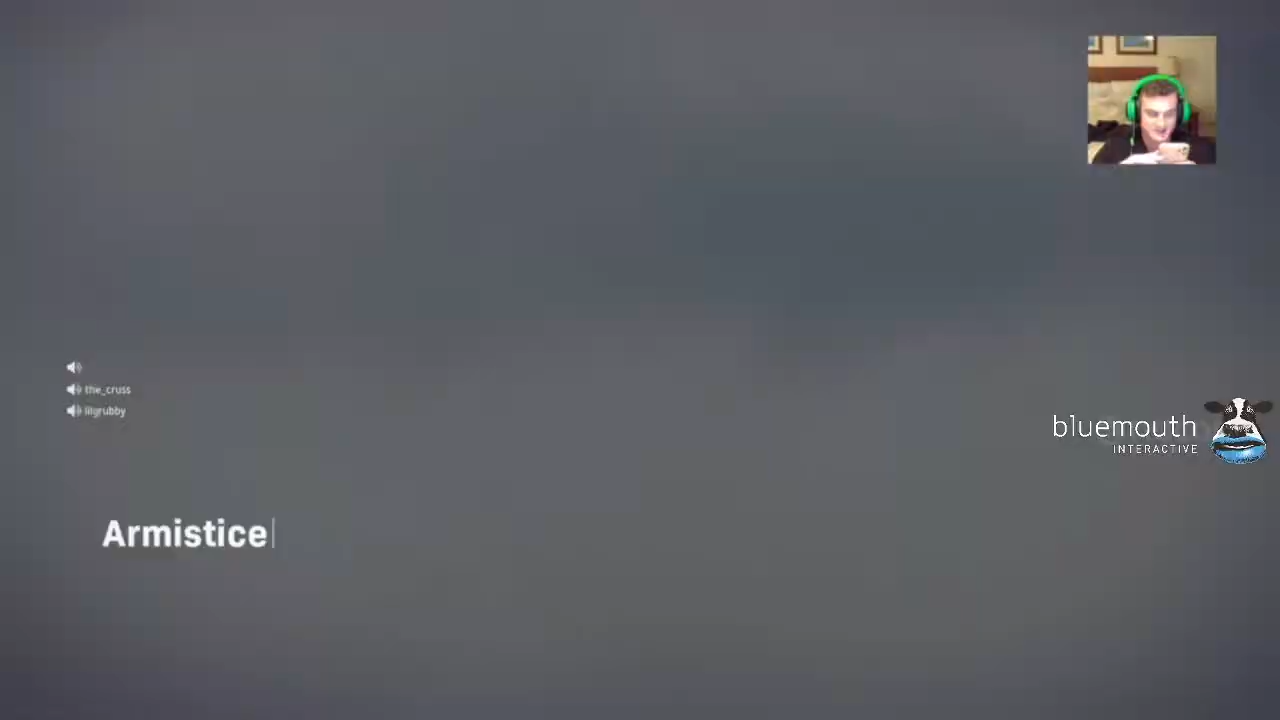 the_cruss
lilgrubby
bluemouth
INTERACTIVE
Armistice